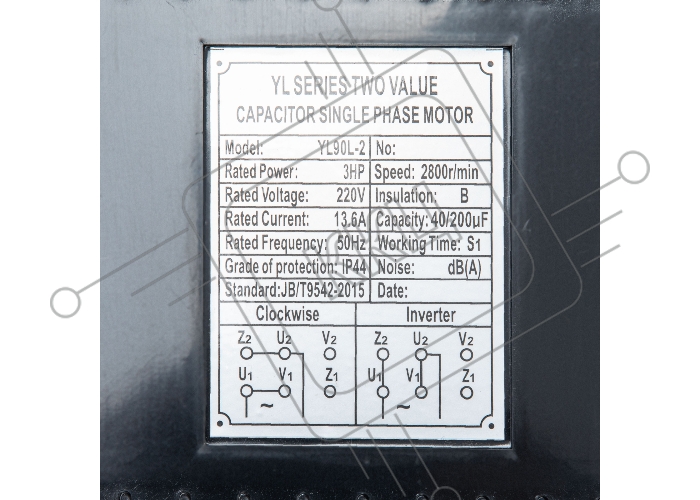 YL SERIES TWO VALUE
CAPACITOR SINGLE PHASE MOTOR
Model: YL90L-2 No:
Rated Power: 3HP Speed: 2800r/min
Rated Voltage: 220V Insulation: B
Rated Current: 13.6A Capacity: 40/200μF
Rated Frequency: 50Hz Working Time: S1
Grade of protection: IP44 Noise: dB(A)
Standard:JB/T9542-2015 Date:
Clockwise Inverter
Z2 U2 V2 Z2 U2 V2
U1 V1 Z1 U1 V1 Z1
~ ~
ККЦ